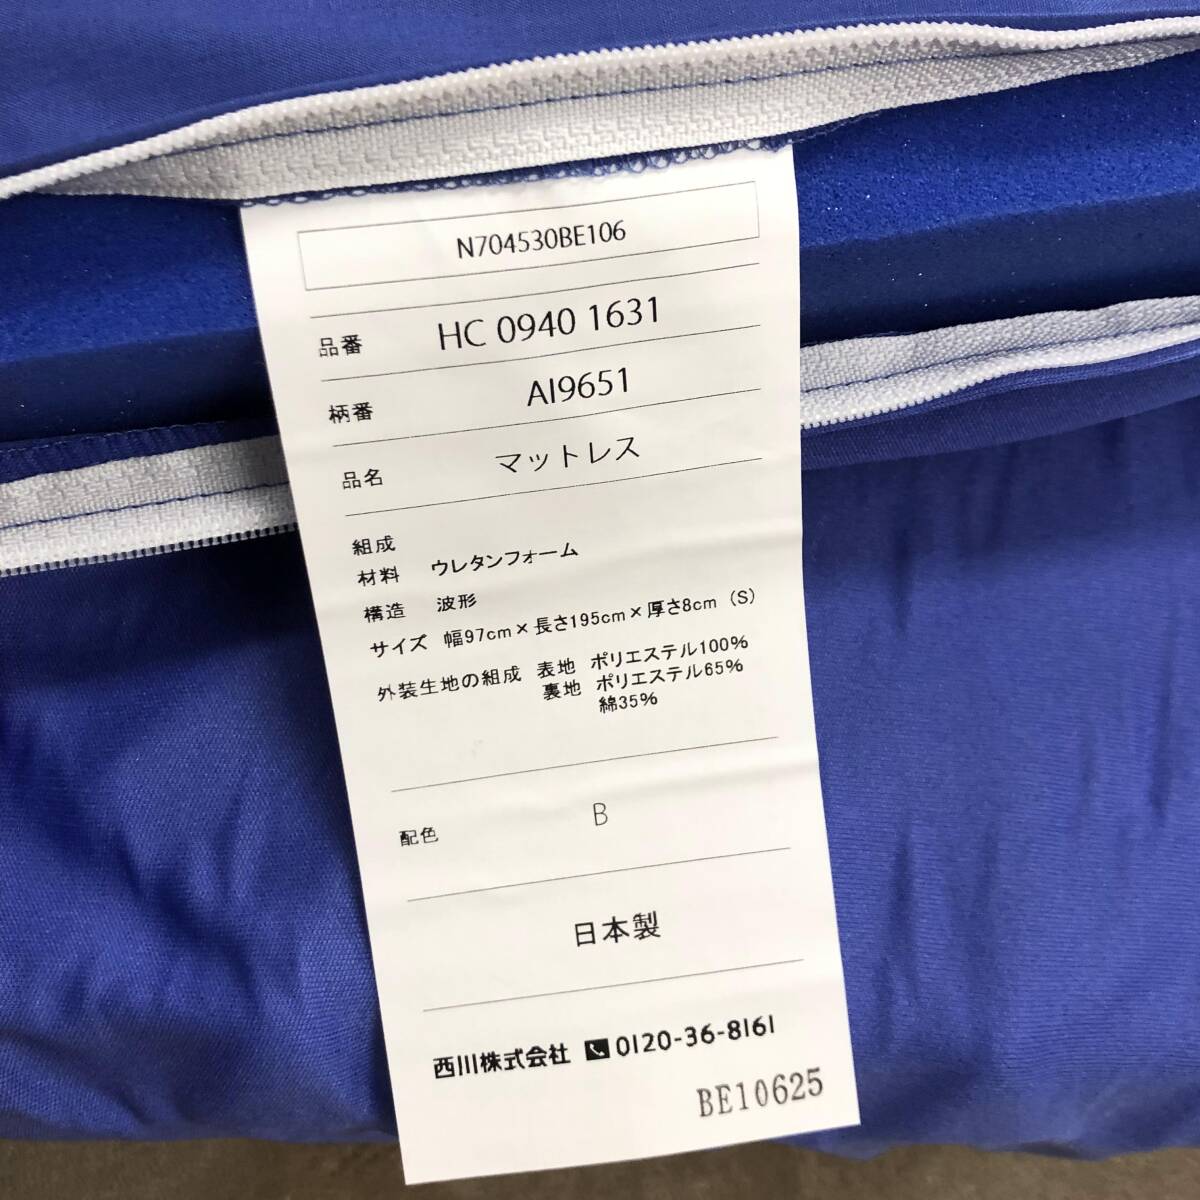 N704530BE106
品番 HC 0940 1631
柄番 AI9651
品名 マットレス
組成
材料 ウレタンフォーム
構造 波形
サイズ 幅97cm×長さ195cm×厚さ8cm（S）
外装生地の組成 表地 ポリエステル100%
裏地 ポリエステル65%
綿35%
配色 B
日本製
西川株式会社 0120-36-8161
BE10625